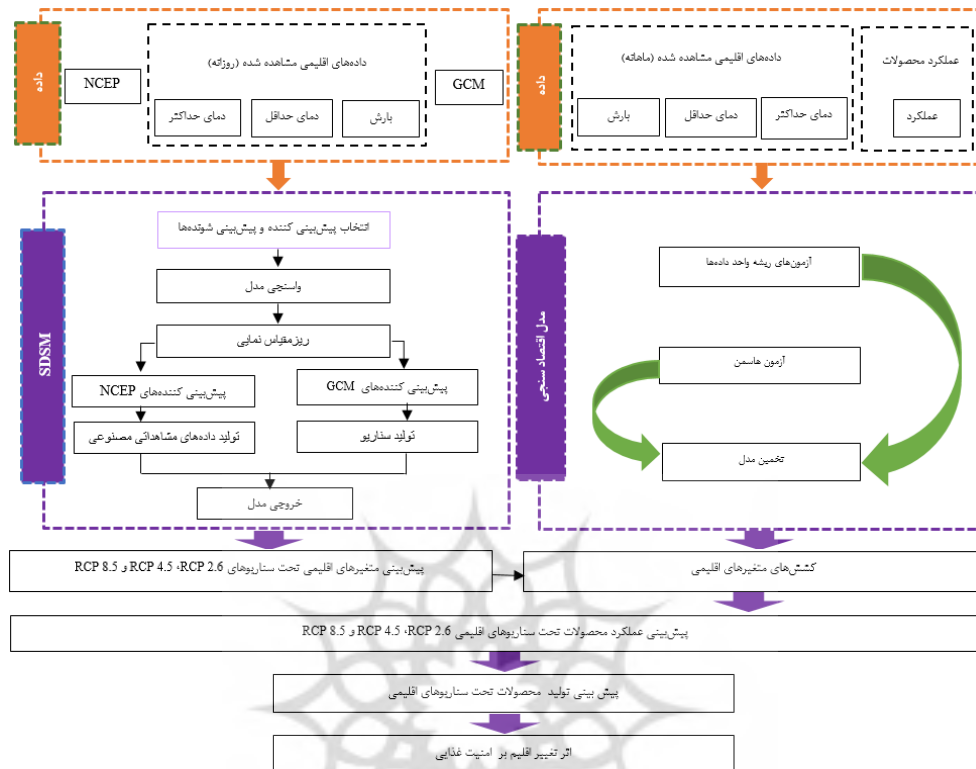 داده
عملکرد محصولات
عملکرد
داده‌های اقلیمی مشاهده شده (ماهانه)
دمای حداکثر
دمای حداقل
بارش
مدل اقتصاد سنجی
آزمون‌های ریشه واحد داده‌ها
آزمون هاسمن
تخمین مدل
داده
GCM
داده‌های اقلیمی مشاهده شده (روزانه)
بارش
دمای حداقل
دمای حداکثر
NCEP
SDSM
انتخاب پیش‌بینی کننده و پیش‌بینی شونده‌ها
واسنجی مدل
ریزمقیاس نمایی
پیش‌بینی کننده‌های GCM
پیش‌بینی کننده‌های NCEP
تولید سناریو
تولید داده‌های مشاهداتی مصنوعی
خروجی مدل
کشش‌های متغیرهای اقلیمی
پیش‌بینی متغیرهای اقلیمی تحت سناریوهای RCP 2.6، RCP 4.5 و RCP 8.5
پیش‌بینی عملکرد محصولات تحت سناریوهای اقلیمی RCP 2.6، RCP 4.5 و RCP 8.5
پیش بینی تولید محصولات تحت سناریوهای اقلیمی
اثر تغییر اقلیم بر امنیت غذایی